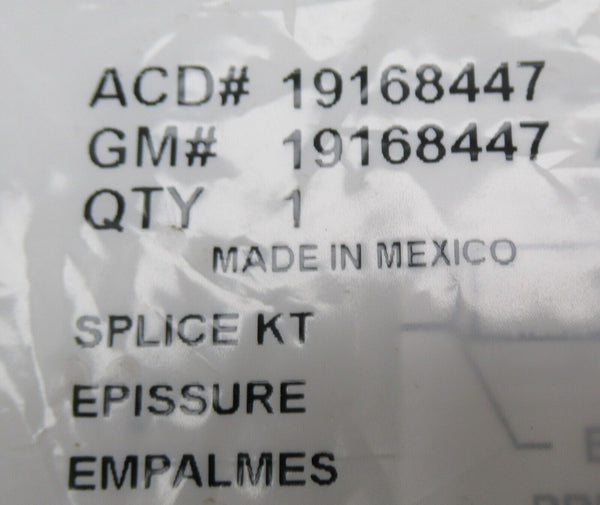 ACD# 19168447
GM# 19168447
QTY 1
MADE IN MEXICO
SPLICE KT
EPISSURE
EMPALMES